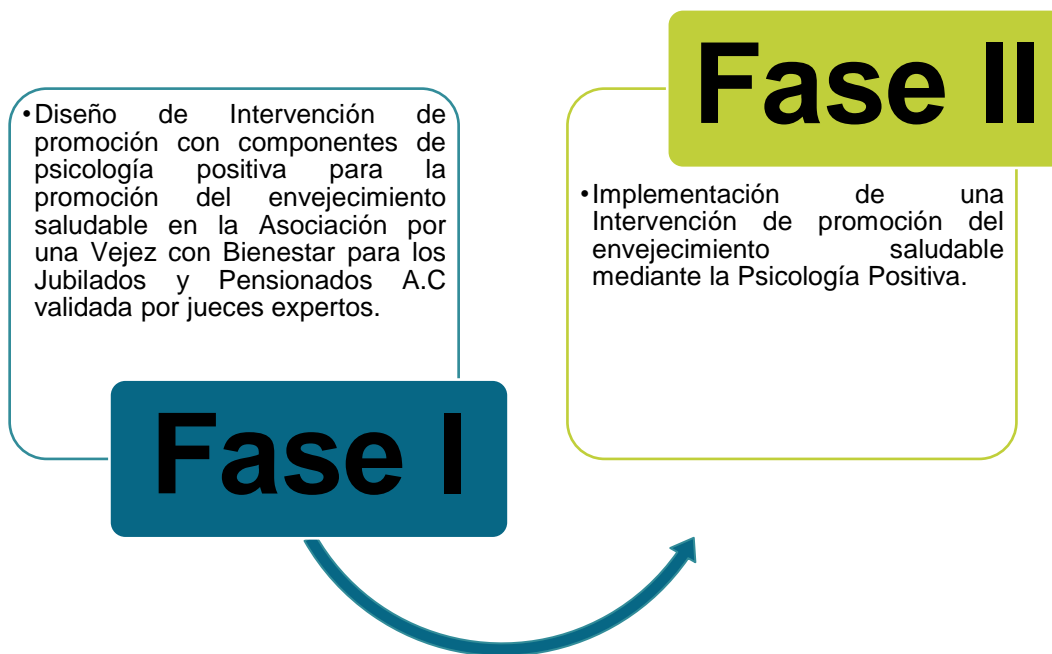 •Diseño de Intervención de
promoción con componentes de
psicología positiva para la
promoción del envejecimiento
saludable en la Asociación por
una Vejez con Bienestar para los
Jubilados y Pensionados A.C
validada por jueces expertos.
Fase I
Fase II
•Implementación de una
Intervención de promoción del
envejecimiento saludable
mediante la Psicología Positiva.